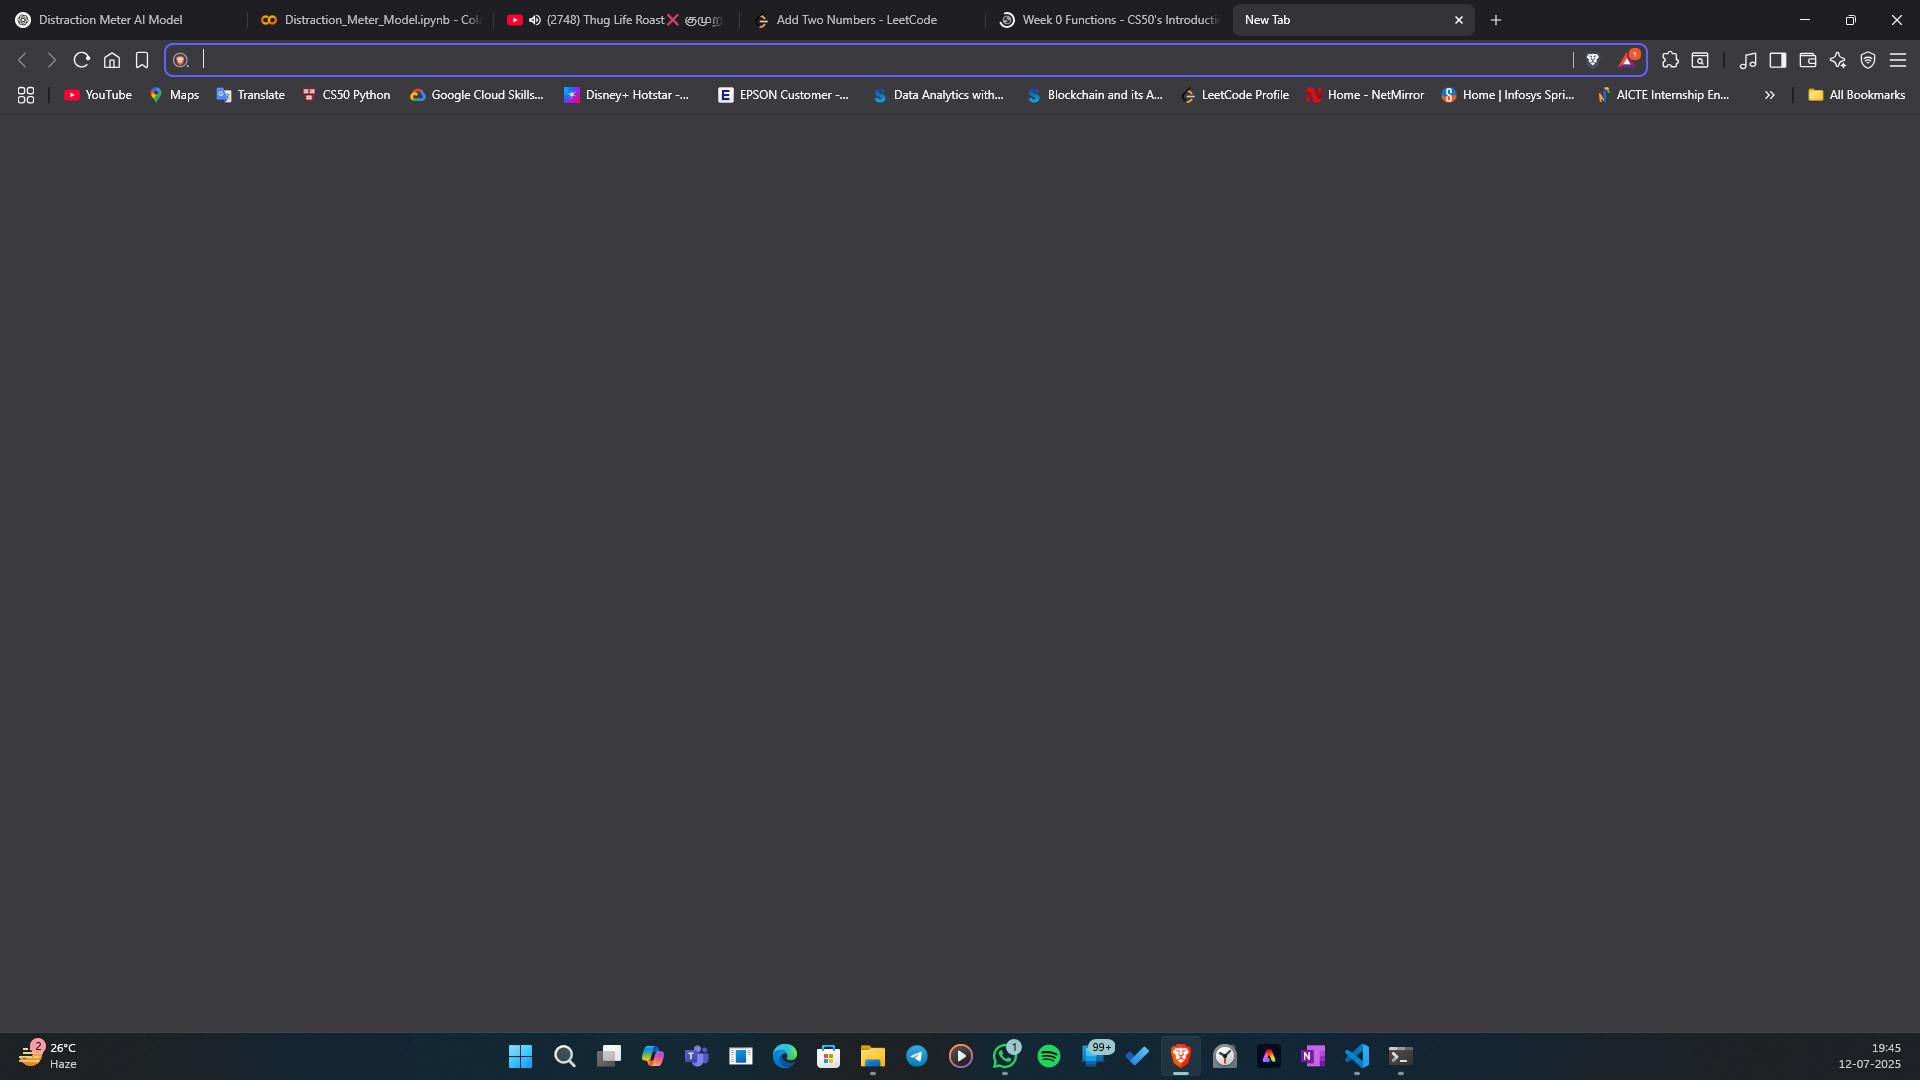 Distraction Meter AI Model
Distraction_Meter_Model.ipynb - Col
(2748) Thug Life Roast❌ குமுற
Add Two Numbers - LeetCode
Week 0 Functions - CS50's Introducti
New Tab
1
YouTube
Maps
Translate
CS50 Python
Google Cloud Skills...
Disney+ Hotstar -...
EPSON Customer -...
Data Analytics with...
Blockchain and its A...
LeetCode Profile
Home - NetMirror
Home | Infosys Spri...
AICTE Internship En...
All Bookmarks
2
26°C
Haze
1
99+
19:45
12-07-2025